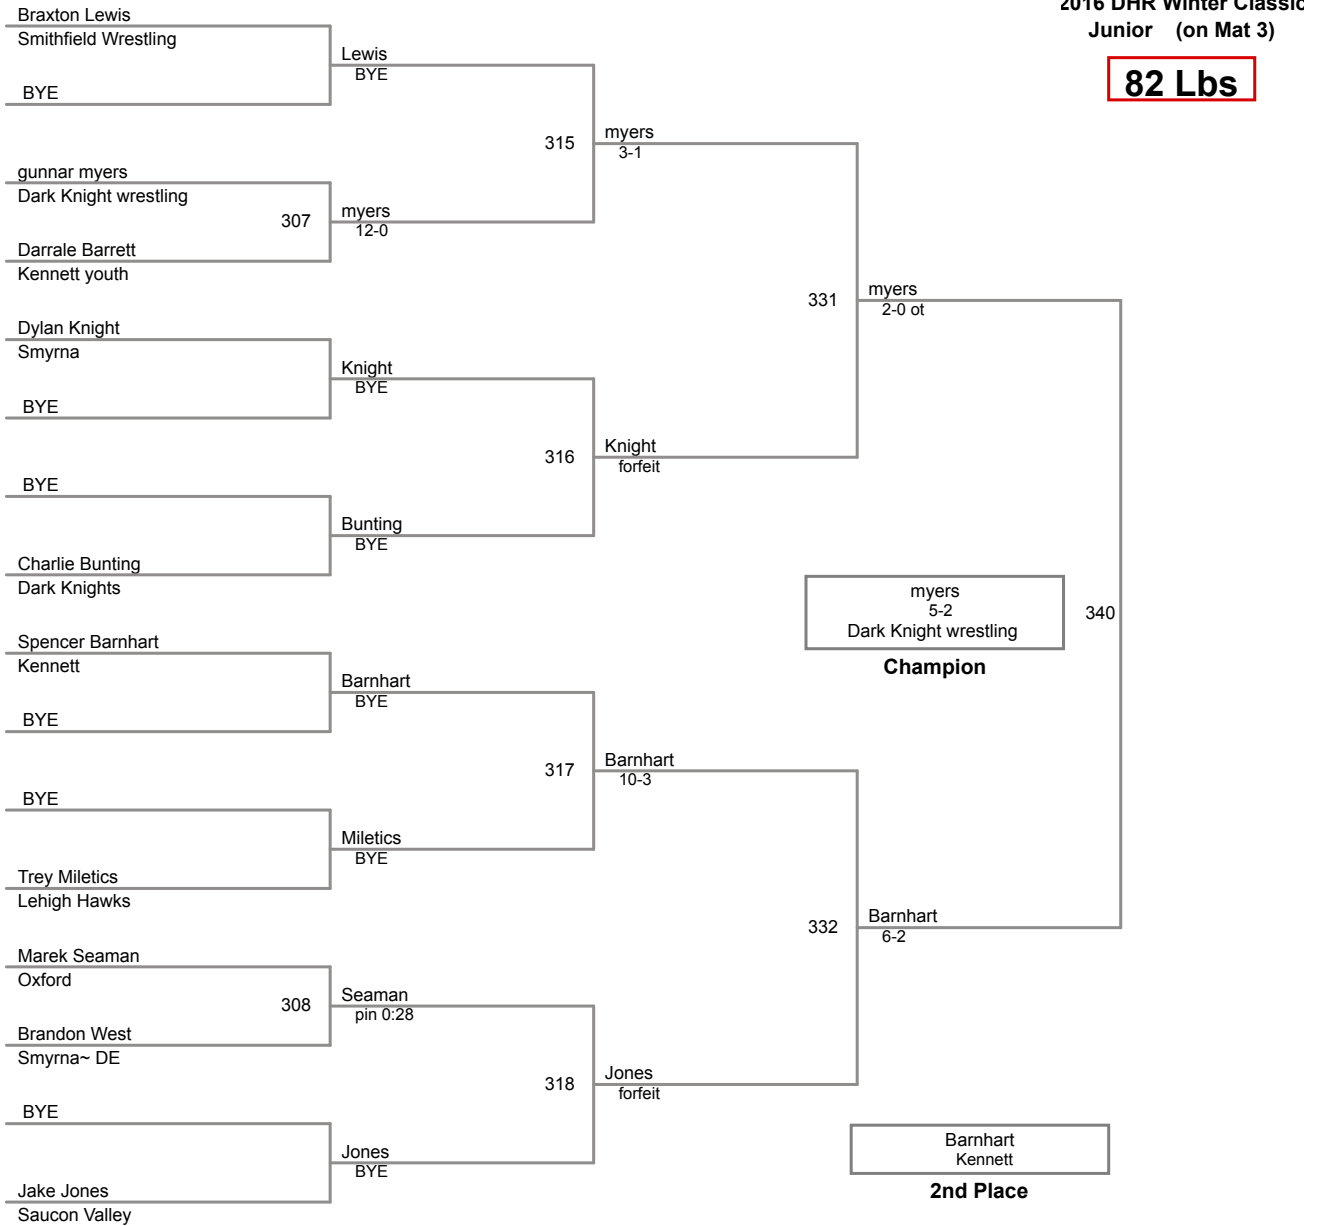 2016 DHR Winter Classic
Junior (on Mat 3)
82 Lbs
Braxton Lewis
Smithfield Wrestling
BYE
Lewis
BYE
gunnar myers
Dark Knight wrestling
307
Darrale Barrett
Kennett youth
myers
12-0
315
myers
3-1
Dylan Knight
Smyrna
BYE
Knight
BYE
BYE
Charlie Bunting
Dark Knights
Bunting
BYE
316
Knight
forfeit
331
myers
2-0 ot
Spencer Barnhart
Kennett
BYE
Barnhart
BYE
BYE
Trey Miletics
Lehigh Hawks
Miletics
BYE
317
Barnhart
10-3
Marek Seaman
Oxford
308
Brandon West
Smyrna~ DE
Seaman
pin 0:28
BYE
Jake Jones
Saucon Valley
Jones
BYE
318
Jones
forfeit
332
Barnhart
6-2
340
myers
5-2
Dark Knight wrestling
Champion
Barnhart
Kennett
2nd Place